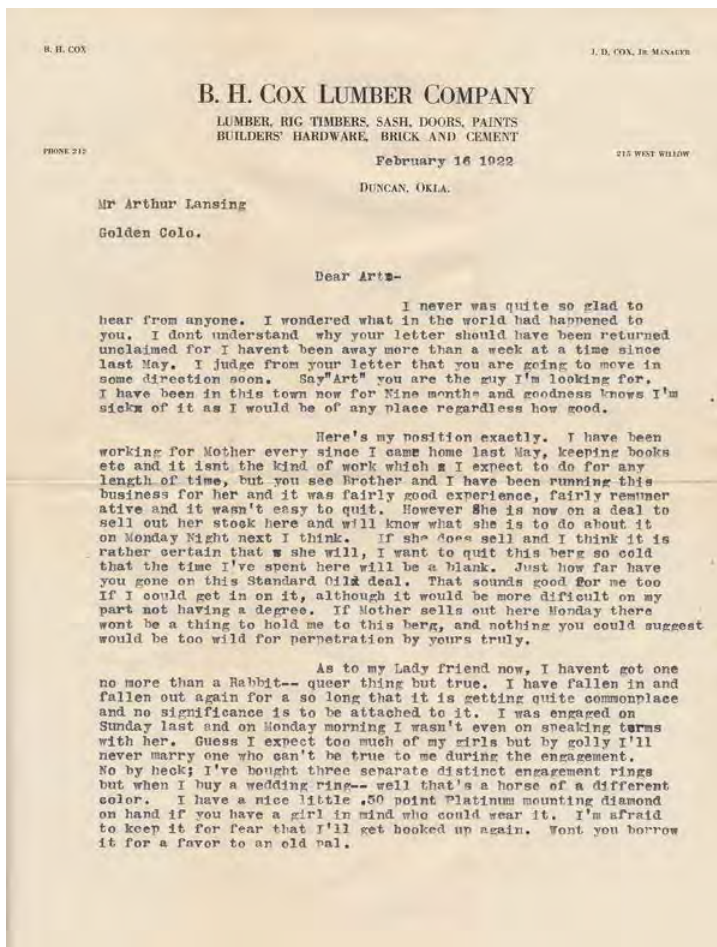 B. H. COX
J. D. COX, JR. MANAGER
B. H. COX LUMBER COMPANY
LUMBER, RIG TIMBERS, SASH, DOORS, PAINTS
BUILDERS' HARDWARE, BRICK AND CEMENT
PHONE 212
215 WEST WILLOW
February 16 1922
DUNCAN, OKLA.
Mr Arthur Lansing
Golden Colo.
Dear Art--
I never was quite so glad to
hear from anyone. I wondered what in the world had happened to
you. I dont understand why your letter should have been returned
unclaimed for I havent been away more than a week at a time since
last May. I judge from your letter that you are going to move in
some direction soon. Say"Art" you are the guy I'm looking for.
I have been in this town now for Nine months and goodness knows I'm
sick of it as I would be of any place regardless how good.
Here's my position exactly. I have been
working for Mother every since I came home last May, keeping books
etc and it isnt the kind of work which I expect to do for any
length of time, but you see Brother and I have been running this
business for her and it was fairly good experience, fairly remuner
ative and it wasn't easy to quit. However She is now on a deal to
sell out her stock here and will know what she is to do about it
on Monday Night next I think. If she does sell and I think it is
rather certain that she will, I want to quit this berg so cold
that the time I've spent here will be a blank. Just how far have
you gone on this Standard Oil deal. That sounds good for me too
If I could get in on it, although it would be more dificult on my
part not having a degree. If Mother sells out here Monday there
wont be a thing to hold me to this berg, and nothing you could suggest
would be too wild for perpetration by yours truly.
As to my Lady friend now, I havent got one
no more than a Rabbit-- queer thing but true. I have fallen in and
fallen out again for a so long that it is getting quite commonplace
and no significance is to be attached to it. I was engaged on
Sunday last and on Monday morning I wasn't even on speaking terms
with her. Guess I expect too much of my girls but by golly I'll
never marry one who can't be true to me during the engagement.
No by heck; I've bought three separate distinct engagement rings
but when I buy a wedding ring-- well that's a horse of a different
color. I have a nice little .50 point Platinum mounting diamond
on hand if you have a girl in mind who could wear it. I'm afraid
to keep it for fear that I'll get hooked up again. Wont you borrow
it for a favor to an old pal.